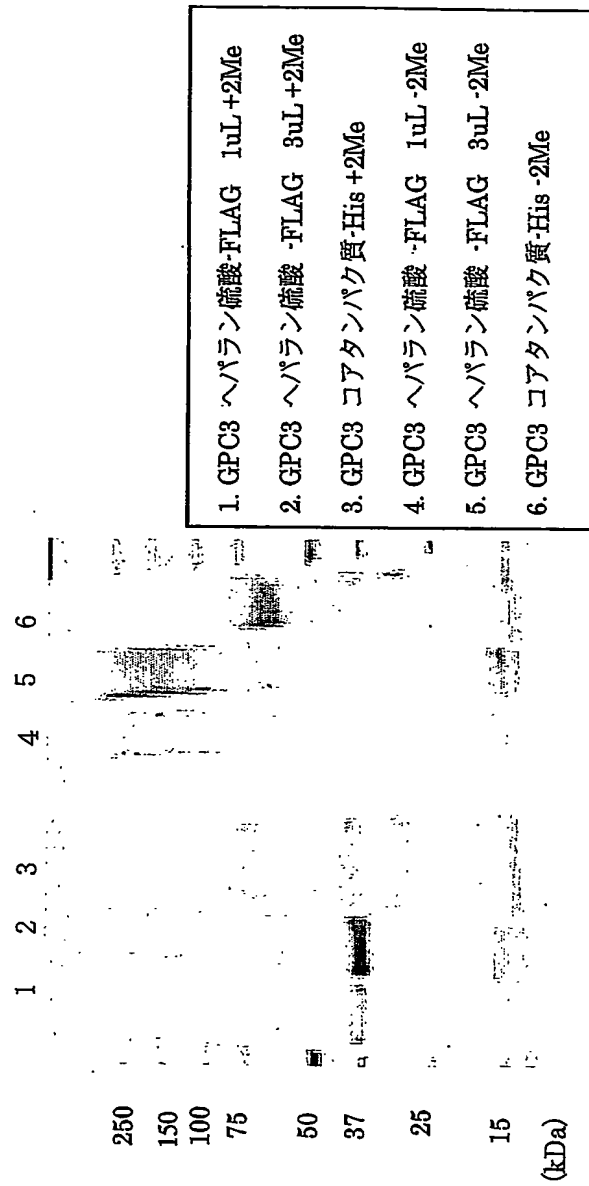 1 2 3 4 5 6
250
150
100
75
50
37
25
15
(kDa)
1. GPC3 ヘパラン硫酸-FLAG 1uL +2Me
2. GPC3 ヘパラン硫酸 -FLAG 3uL +2Me
3. GPC3 コアタンパク質-His +2Me
4. GPC3 ヘパラン硫酸 -FLAG 1uL -2Me
5. GPC3 ヘパラン硫酸 -FLAG 3uL -2Me
6. GPC3 コアタンパク質-His -2Me